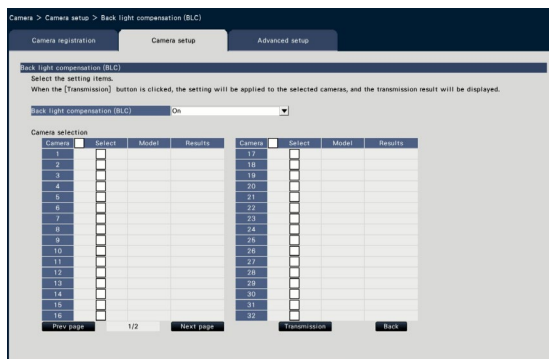 Camera > Camera setup > Back light compensation (BLC)
Camera registration Camera setup Advanced setup
Back light compensation (BLC)
Select the setting items.
When the [Transmission] button is clicked, the setting will be applied to the selected cameras, and the transmission result will be displayed.
Back light compensation (BLC) On
Camera selection
Camera Select Model Results Camera Select Model Results
1 17
2 18
3 19
4 20
5 21
6 22
7 23
8 24
9 25
10 26
11 27
12 28
13 29
14 30
15 31
16 32
Prev page 1/2 Next page Transmission Back